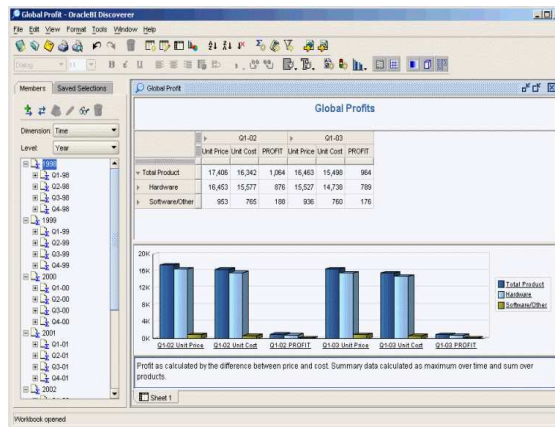 Global Profit - OracleBI Discoverer
File Edit View Format Tools Window Help
Dialog 11 B i U
Members Saved Selections
Global Profit
Global Profits
Dimension: Time
Level: Year
Q1-02 Q1-03
Unit Price Unit Cost PROFIT Unit Price Unit Cost PROFIT
Total Product 17,406 16,342 1,064 16,463 15,498 964
Hardware 16,453 15,577 876 15,527 14,738 789
Software/Other 953 765 188 936 760 176
1998
Q1-98
Q2-98
Q3-98
Q4-98
1999
Q1-99
Q2-99
Q3-99
Q4-99
2000
Q1-00
Q2-00
Q3-00
Q4-00
2001
Q1-01
Q2-01
Q3-01
Q4-01
2002
20K
16K
12K
8K
4K
0K
Q1-02 Unit Price Q1-02 Unit Cost Q1-02 PROFIT Q1-03 Unit Price Q1-03 Unit Cost Q1-03 PROFIT
Total Product
Hardware
Software/Other
Profit as calculated by the difference between price and cost. Summary data calculated as maximum over time and sum over
products.
Sheet 1
Workbook opened